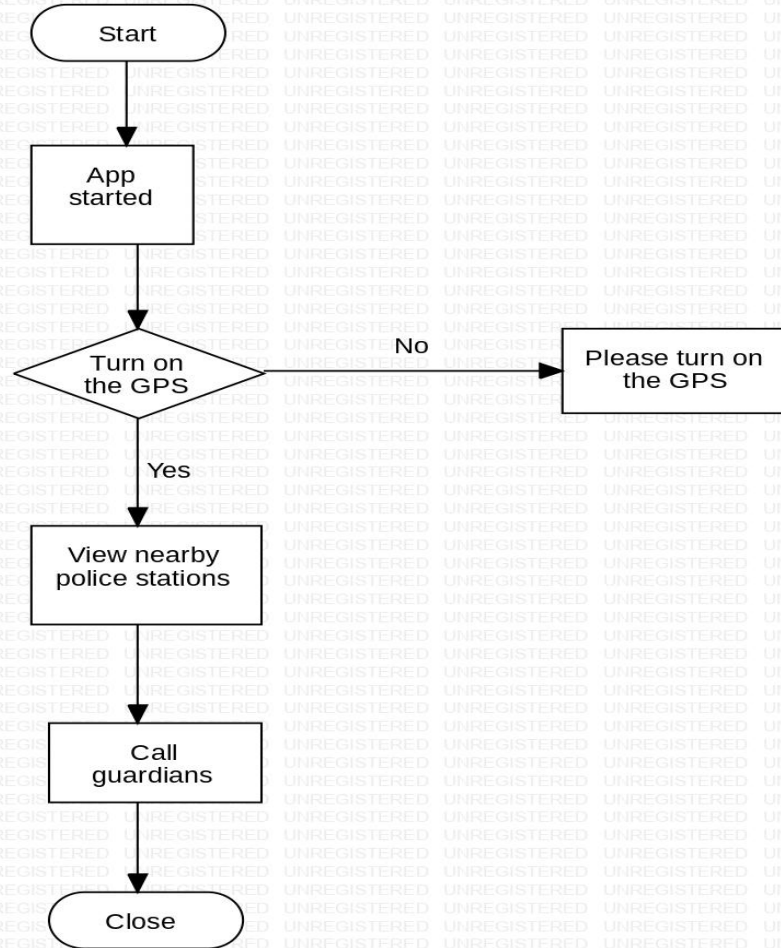 Start
App
started
Turn on
the GPS
No
Please turn on
the GPS
Yes
View nearby
police stations
Call
guardians
Close
UNREGISTERED